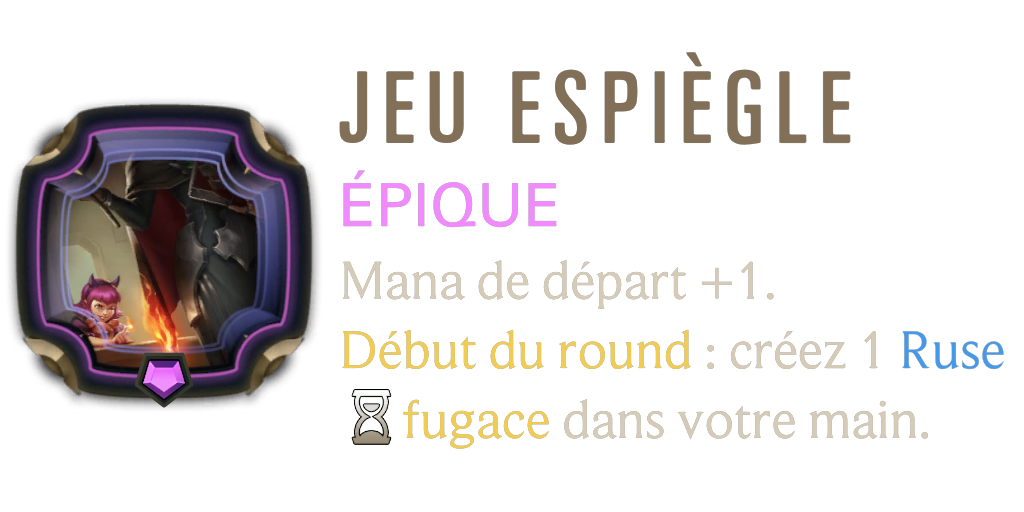 JEU ESPIÈGLE
ÉPIQUE
Mana de départ +1.
Début du round : créez 1 Ruse
fugace dans votre main.